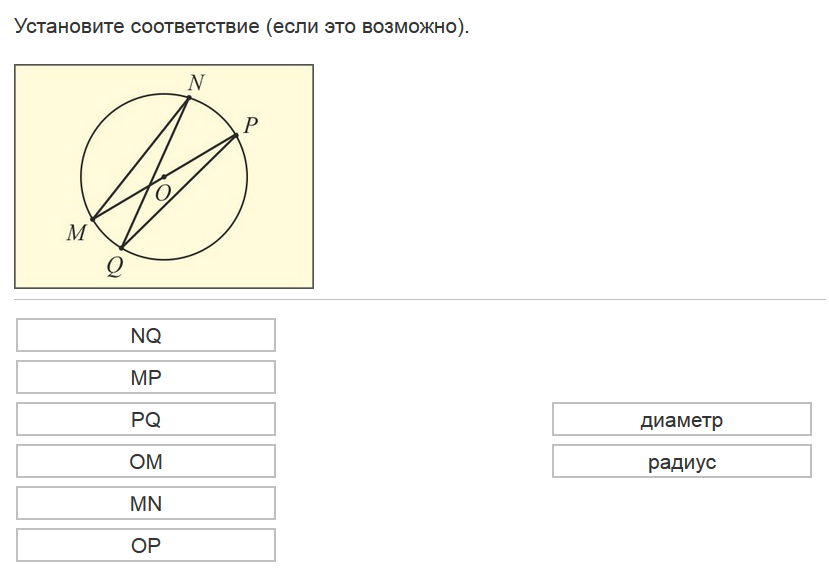 Установите соответствие (если это возможно).
N
P
O
M
Q
NQ
MP
PQ
диаметр
OM
радиус
MN
OP